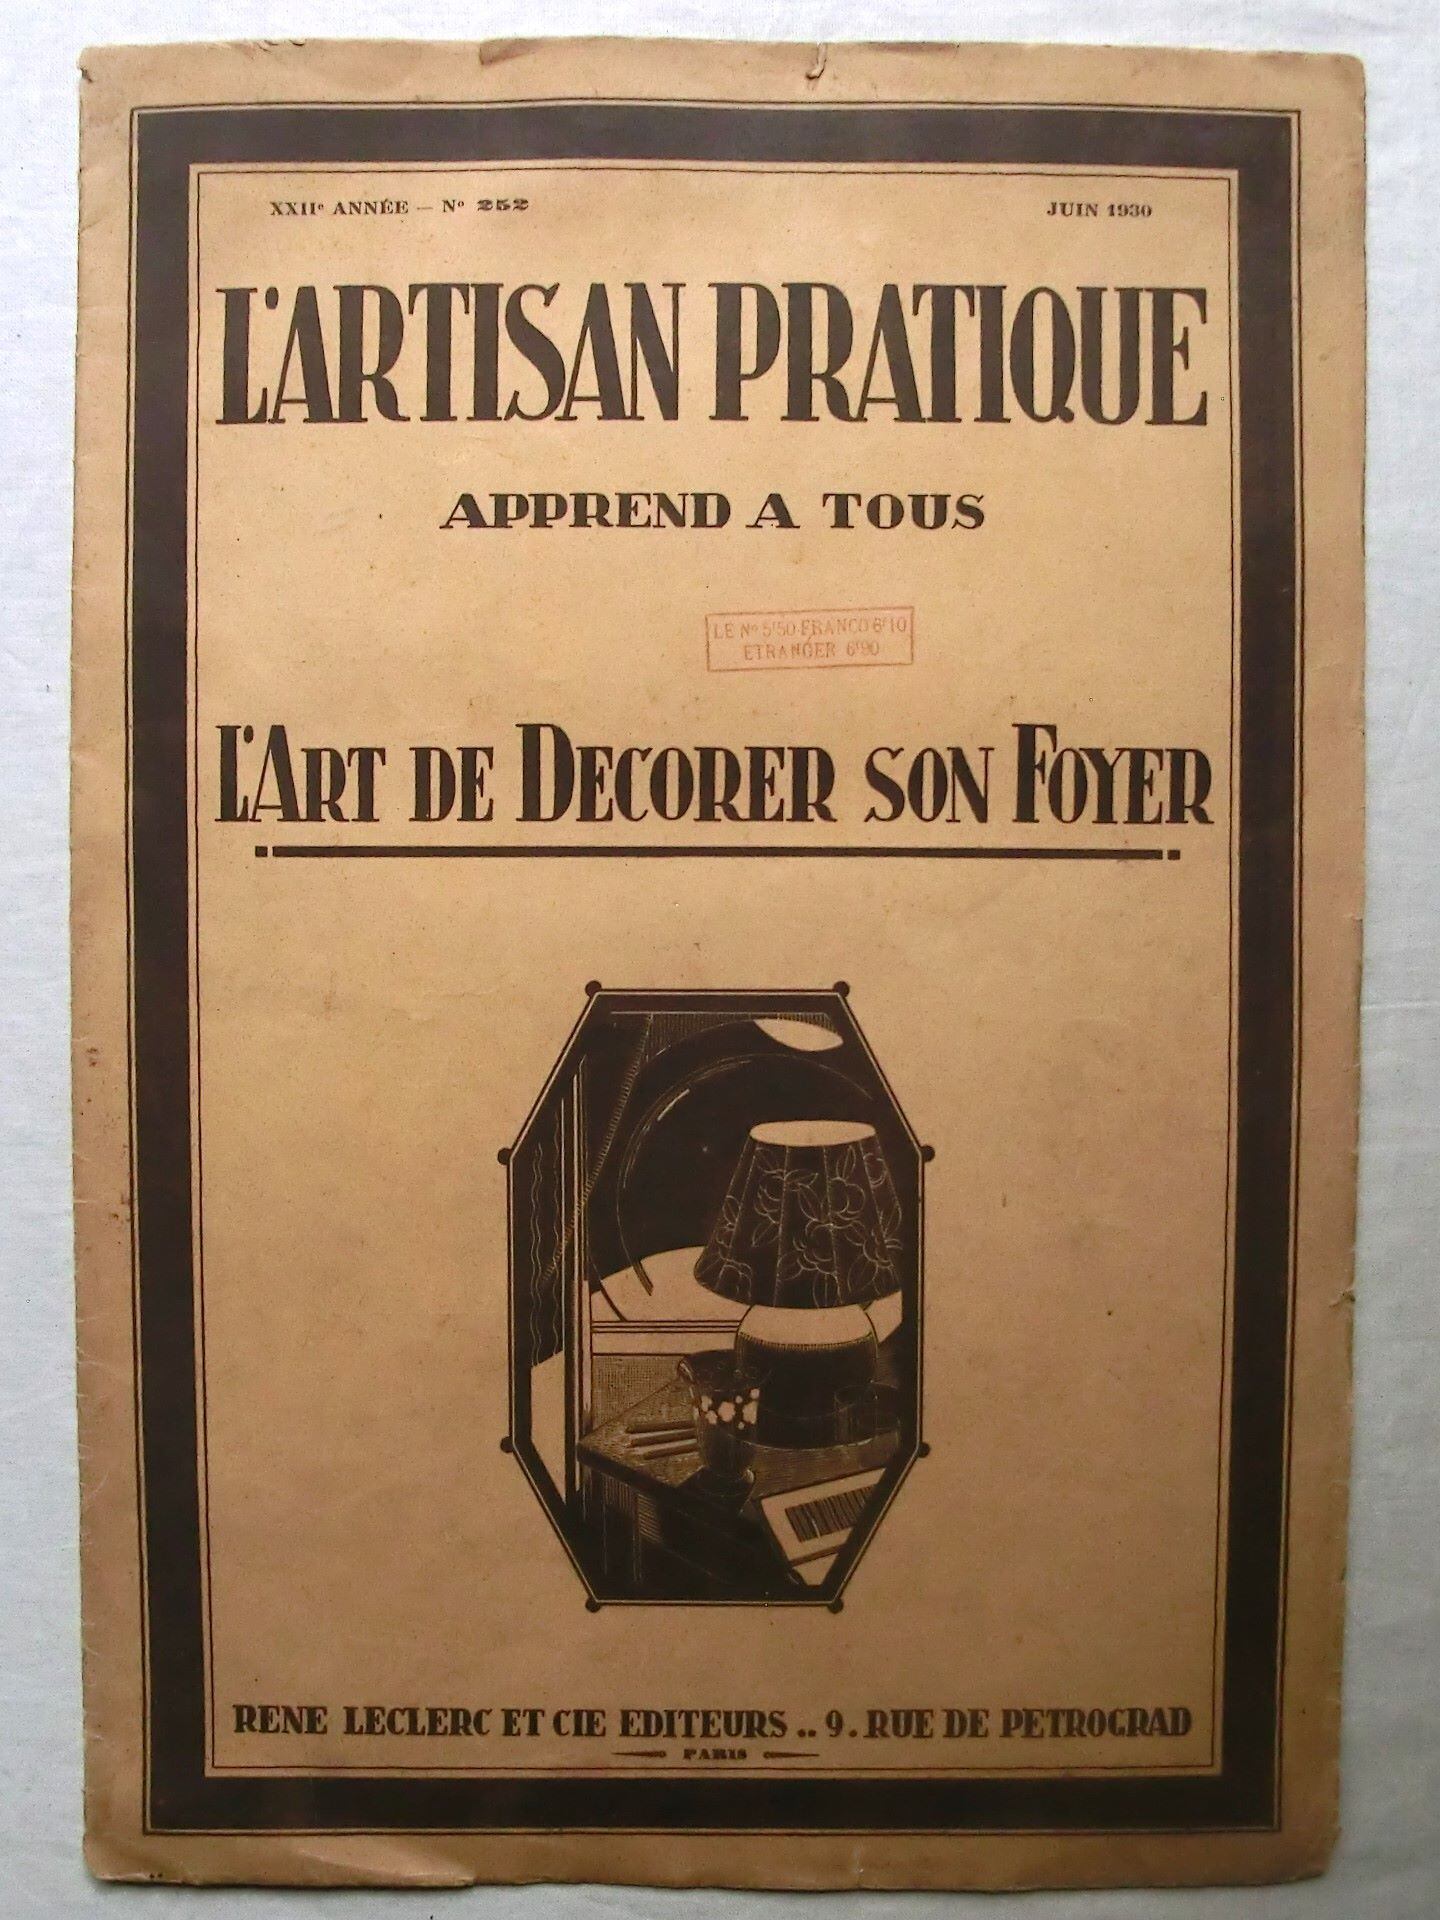 XXIIe ANNÉE — No 252
JUIN 1930
L'ARTISAN PRATIQUE
APPREND A TOUS
LE No 5f50 FRANCO 6f10
ETRANGER 6f90
L'ART DE DECORER SON FOYER
RENE LECLERC ET CIE EDITEURS .. 9. RUE DE PETROGRAD
PARIS